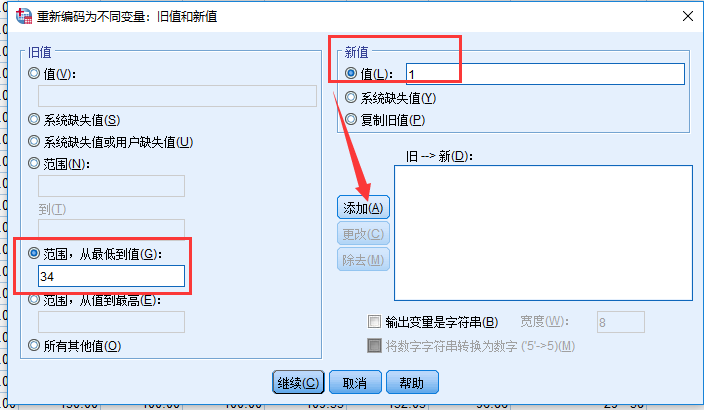 重新编码为不同变量：旧值和新值
旧值
值(V)：
系统缺失值(S)
系统缺失值或用户缺失值(U)
范围(N)：
到(T)
范围，从最低到值(G)：
34
范围，从值到最高(E)：
所有其他值(O)
新值
值(L)： 1
系统缺失值(Y)
复制旧值(P)
旧 --> 新(D)：
添加(A)
更改(C)
除去(M)
输出变量是字符串(B) 宽度(W)： 8
将数字字符串转换为数字 ('5'->5)(M)
继续(C) 取消 帮助